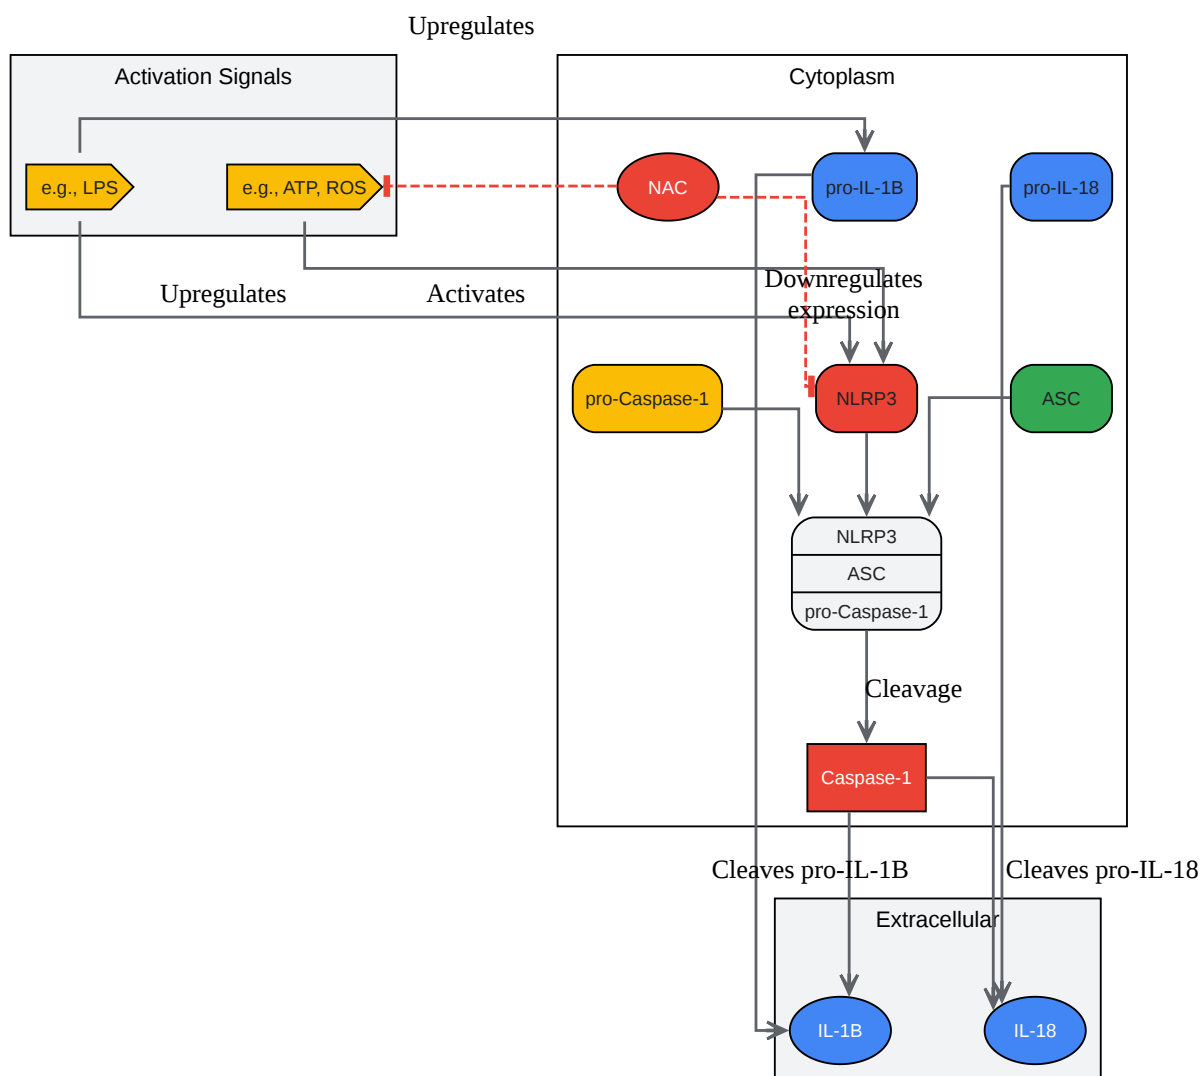 Upregulates
Activation Signals
Cytoplasm
e.g., LPS
e.g., ATP, ROS
NAC
pro-IL-1B
pro-IL-18
Upregulates
Activates
Downregulates
expression
pro-Caspase-1
NLRP3
ASC
NLRP3
ASC
pro-Caspase-1
Cleavage
Caspase-1
Cleaves pro-IL-1B
Cleaves pro-IL-18
Extracellular
IL-1B
IL-18